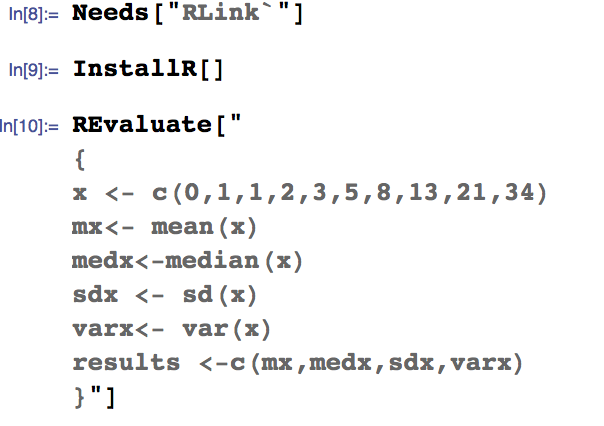 In[8]:= Needs["RLink`"]
In[9]:= InstallR[]
In[10]:= REvaluate["
{
x <- c(0,1,1,2,3,5,8,13,21,34)
mx<- mean(x)
medx<-median(x)
sdx <- sd(x)
varx<- var(x)
results <-c(mx,medx,sdx,varx)
}"]